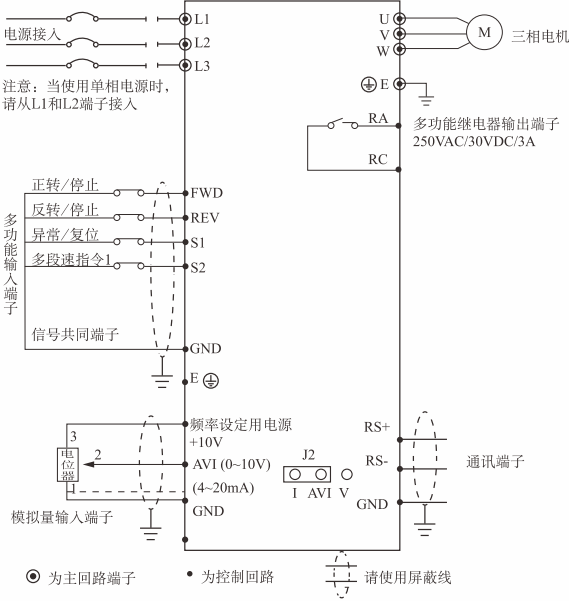 L1
电源接入
L2
L3
注意：当使用单相电源时，
请从L1和L2端子接入
U
V
W
M
三相电机
E
RA
多功能继电器输出端子
250VAC/30VDC/3A
RC
正转/停止
FWD
反转/停止
REV
异常/复位
S1
多段速指令1
S2
多功能输入端子
信号共同端子
GND
E
频率设定用电源
+10V
3
电位器
2
AVI (0~10V)
1
(4~20mA)
GND
模拟量输入端子
J2
I AVI V
RS+
RS-
通讯端子
GND
为主回路端子
为控制回路
请使用屏蔽线